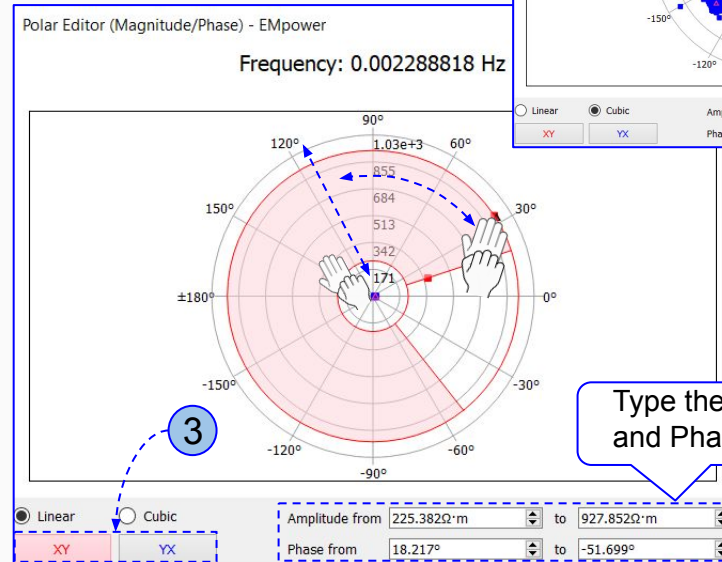 Polar Editor (Magnitude/Phase) - EMpower
Frequency: 0.002288818 Hz
90°
120°
1.03e+3
60°
855
150°
684
30°
513
342
171
±180°
0°
-150°
-30°
-120°
-60°
-90°
3
Type the
and Pha
Linear
Cubic
Amplitude from
225.382Ω·m
to
927.852Ω·m
XY
YX
Phase from
18.217°
to
-51.699°
-150°
-120°
Linear
Cubic
Am
XY
YX
Pha